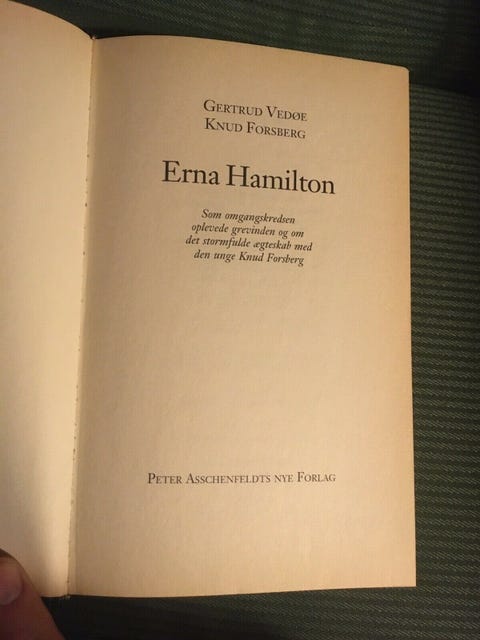 GERTRUD VEDØE
KNUD FORSBERG
Erna Hamilton
Som omgangskredsen
oplevede grevinden og om
det stormfulde ægteskab med
den unge Knud Forsberg
PETER ASSCHENFELDTS NYE FORLAG